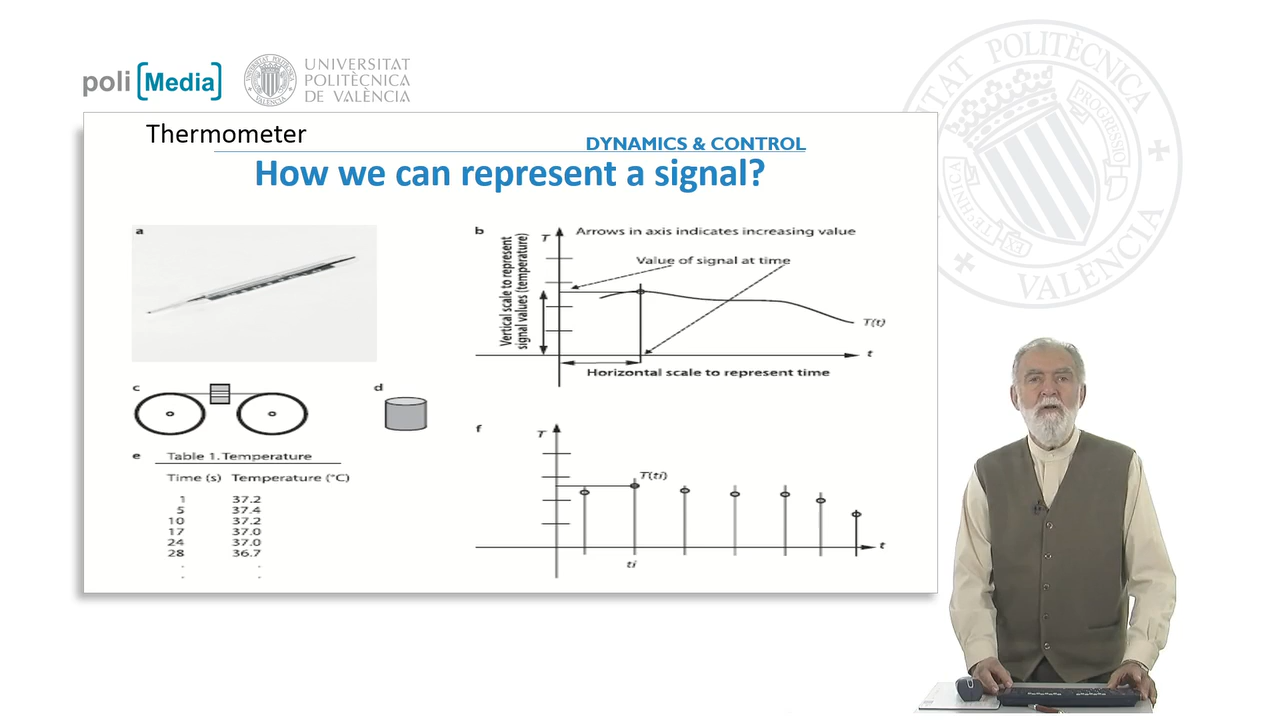 poli [Media]
UNIVERSITAT
POLITÈCNICA
DE VALÈNCIA
Thermometer
DYNAMICS & CONTROL
How we can represent a signal?
a
b
T
Arrows in axis indicates increasing value
Value of signal at time
Vertical scale to represent
signal values (temperature)
T(t)
t
Horizontal scale to represent time
c
d
e
Table 1. Temperature
Time (s) Temperature (°C)
1 37.2
5 37.4
10 37.2
17 37.0
24 37.0
28 36.7
. .
. .
f
T
T(ti)
t
ti
POLITÈCNICA
VALÈNCIA
PROGRESSIO